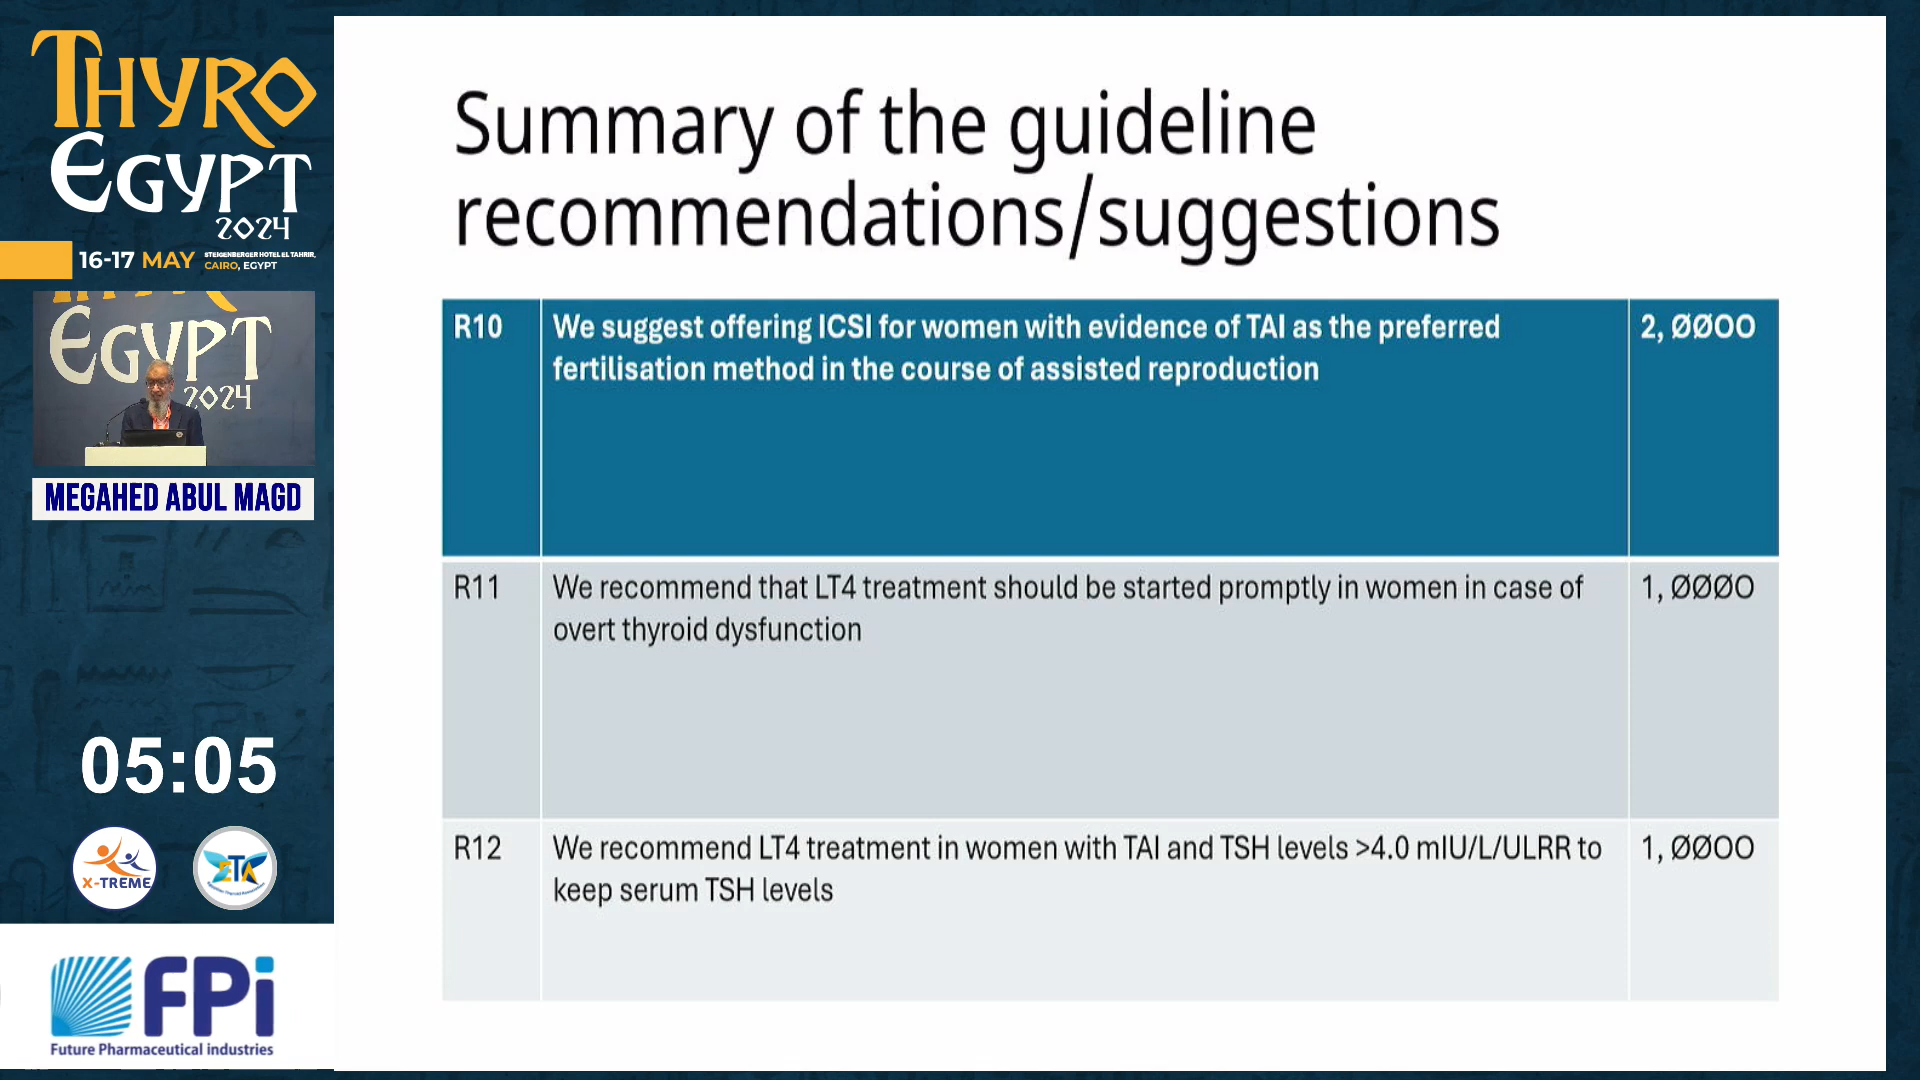 THYRO
EGYPT
2024
16-17 MAY
STEIGENBERGER HOTEL EL TAHRIR,
CAIRO, EGYPT
EGYPT
2024
MEGAHED ABUL MAGD
05:05
X-TREME
ETA
FPi
Future Pharmaceutical industries
Summary of the guideline
recommendations/suggestions
R10 We suggest offering ICSI for women with evidence of TAI as the preferred 2, ØØOO
fertilisation method in the course of assisted reproduction
R11 We recommend that LT4 treatment should be started promptly in women in case of 1, ØØØO
overt thyroid dysfunction
R12 We recommend LT4 treatment in women with TAI and TSH levels >4.0 mIU/L/ULRR to 1, ØØOO
keep serum TSH levels